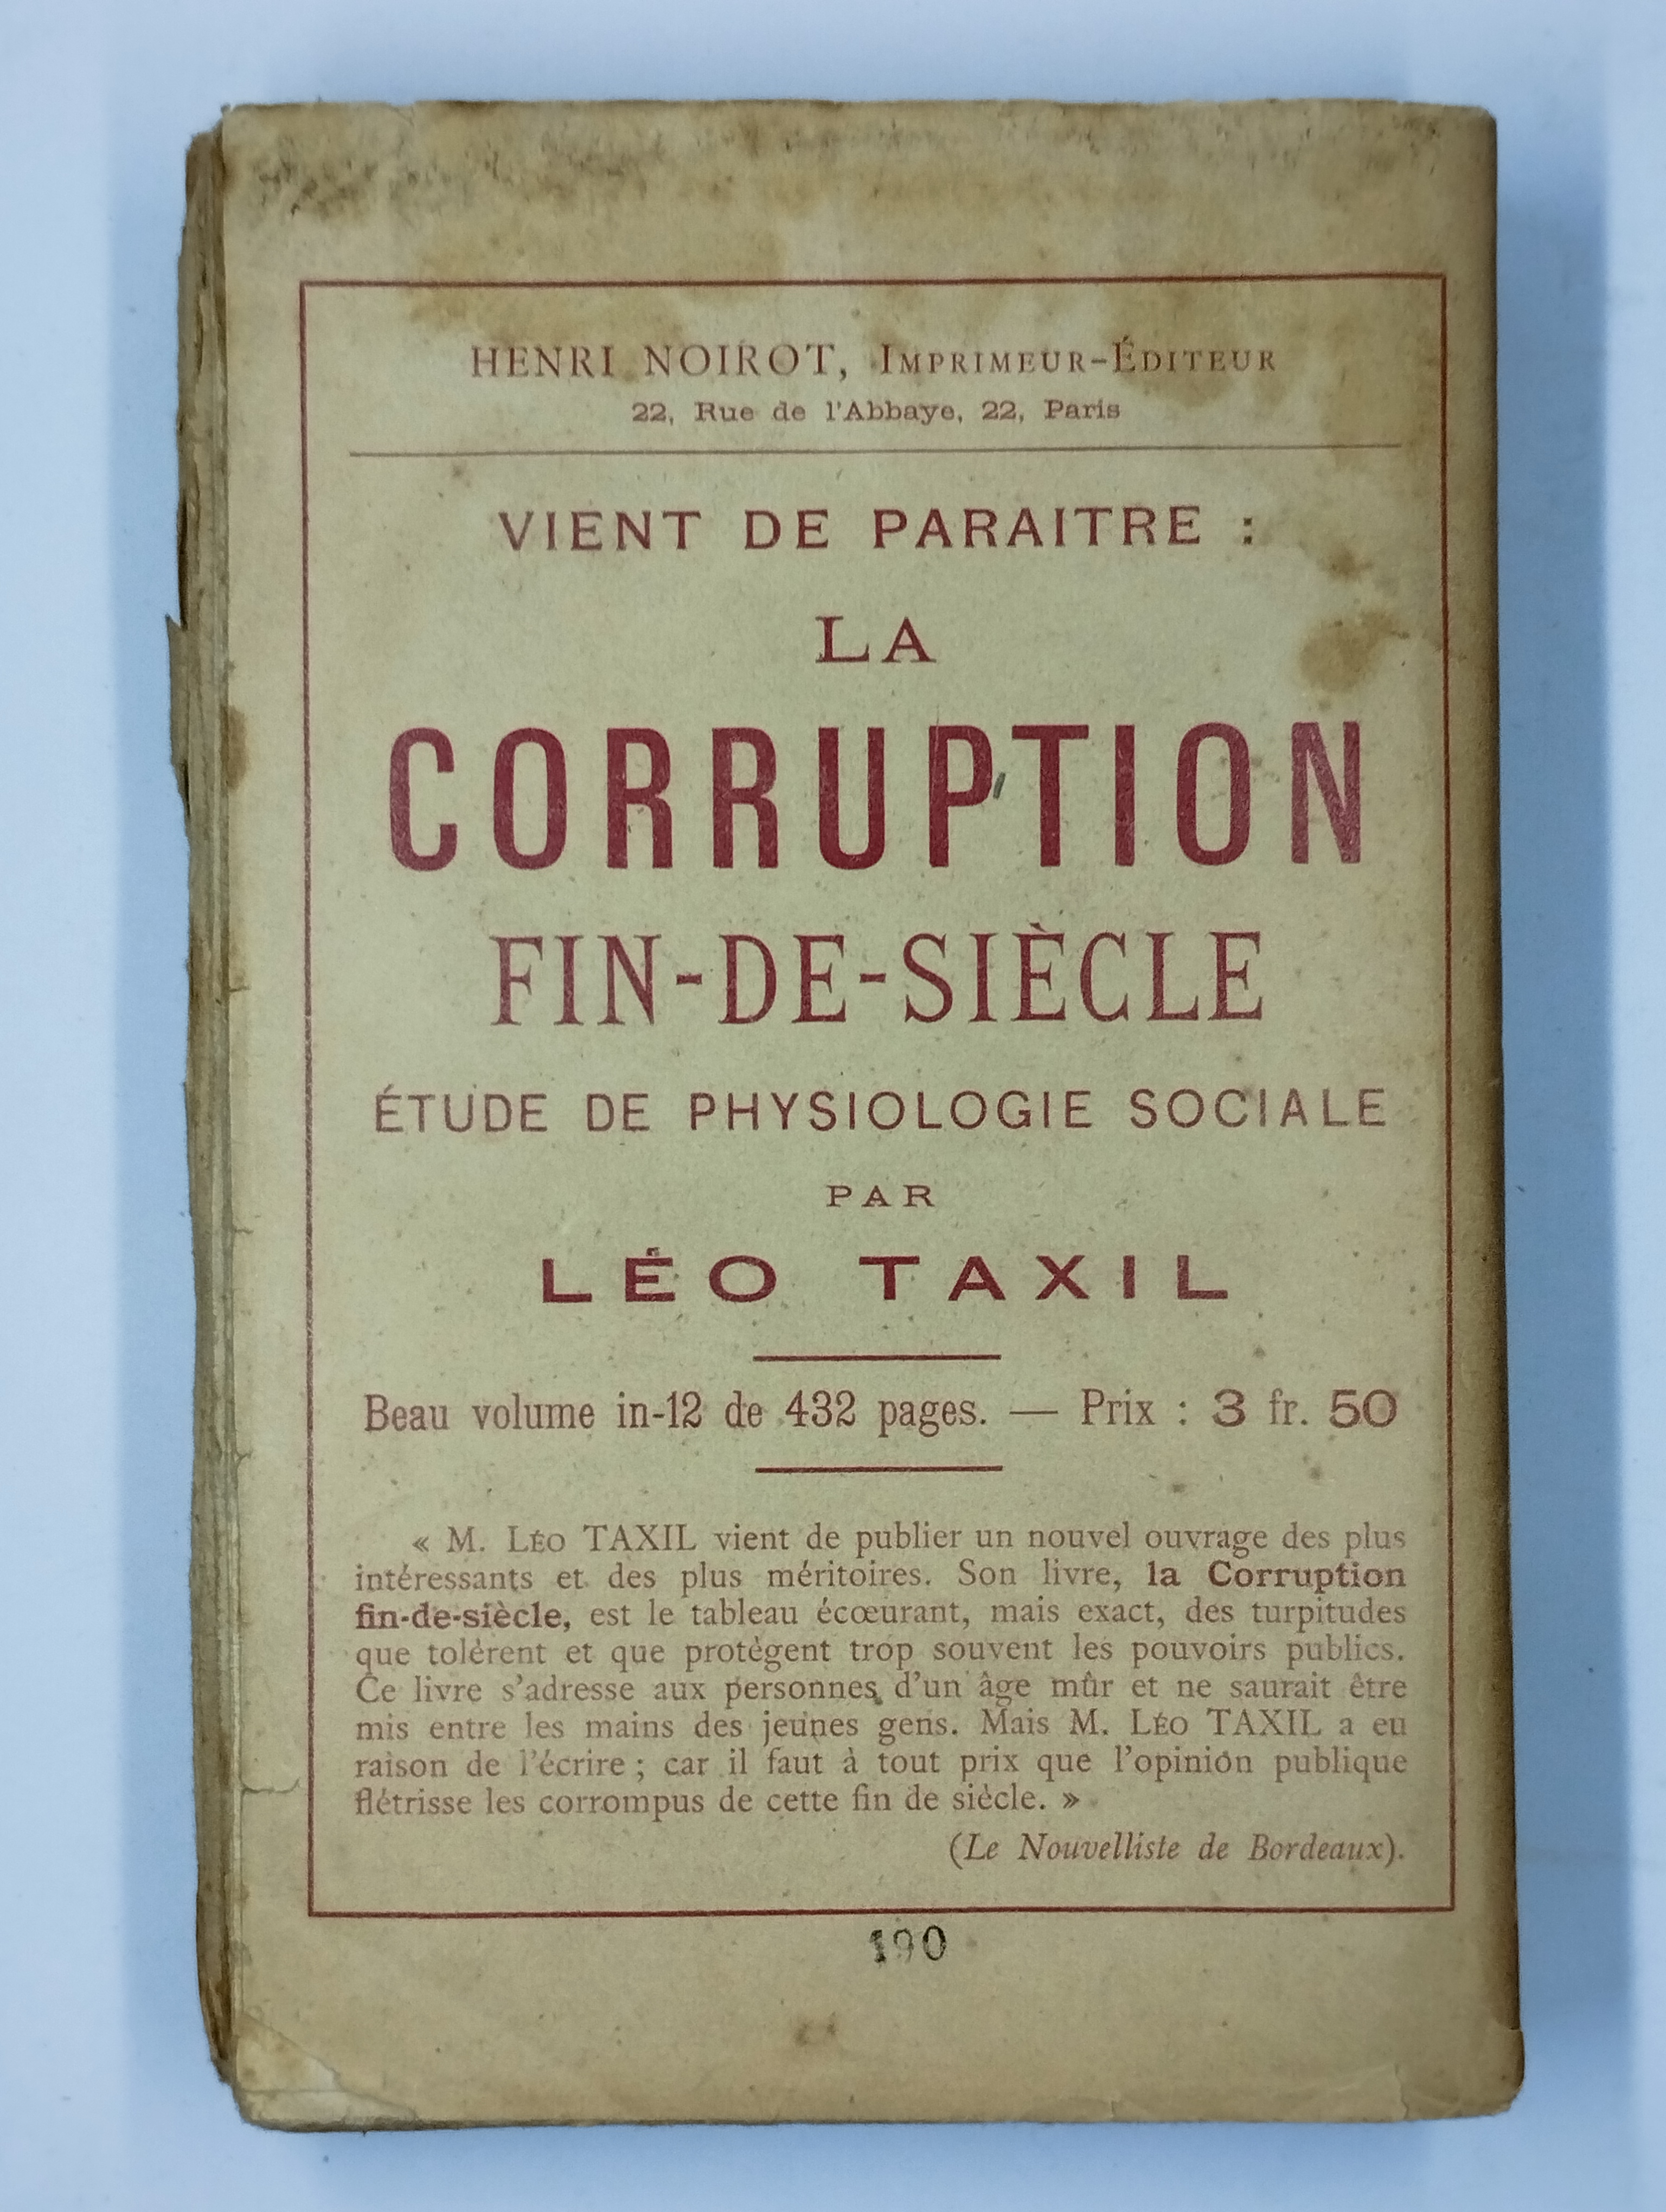 HENRI NOIROT, IMPRIMEUR-ÉDITEUR
22, Rue de l'Abbaye, 22, Paris
VIENT DE PARAITRE :
LA
CORRUPTION
FIN-DE-SIÈCLE
ÉTUDE DE PHYSIOLOGIE SOCIALE
PAR
LÉO TAXIL
Beau volume in-12 de 432 pages. — Prix : 3 fr. 50
« M. LÉO TAXIL vient de publier un nouvel ouvrage des plus
intéressants et des plus méritoires. Son livre, la Corruption
fin-de-siècle, est le tableau écœurant, mais exact, des turpitudes
que tolèrent et que protègent trop souvent les pouvoirs publics.
Ce livre s'adresse aux personnes d'un âge mûr et ne saurait être
mis entre les mains des jeunes gens. Mais M. LÉO TAXIL a eu
raison de l'écrire ; car il faut à tout prix que l'opinion publique
flétrisse les corrompus de cette fin de siècle. »
(Le Nouvelliste de Bordeaux).
190